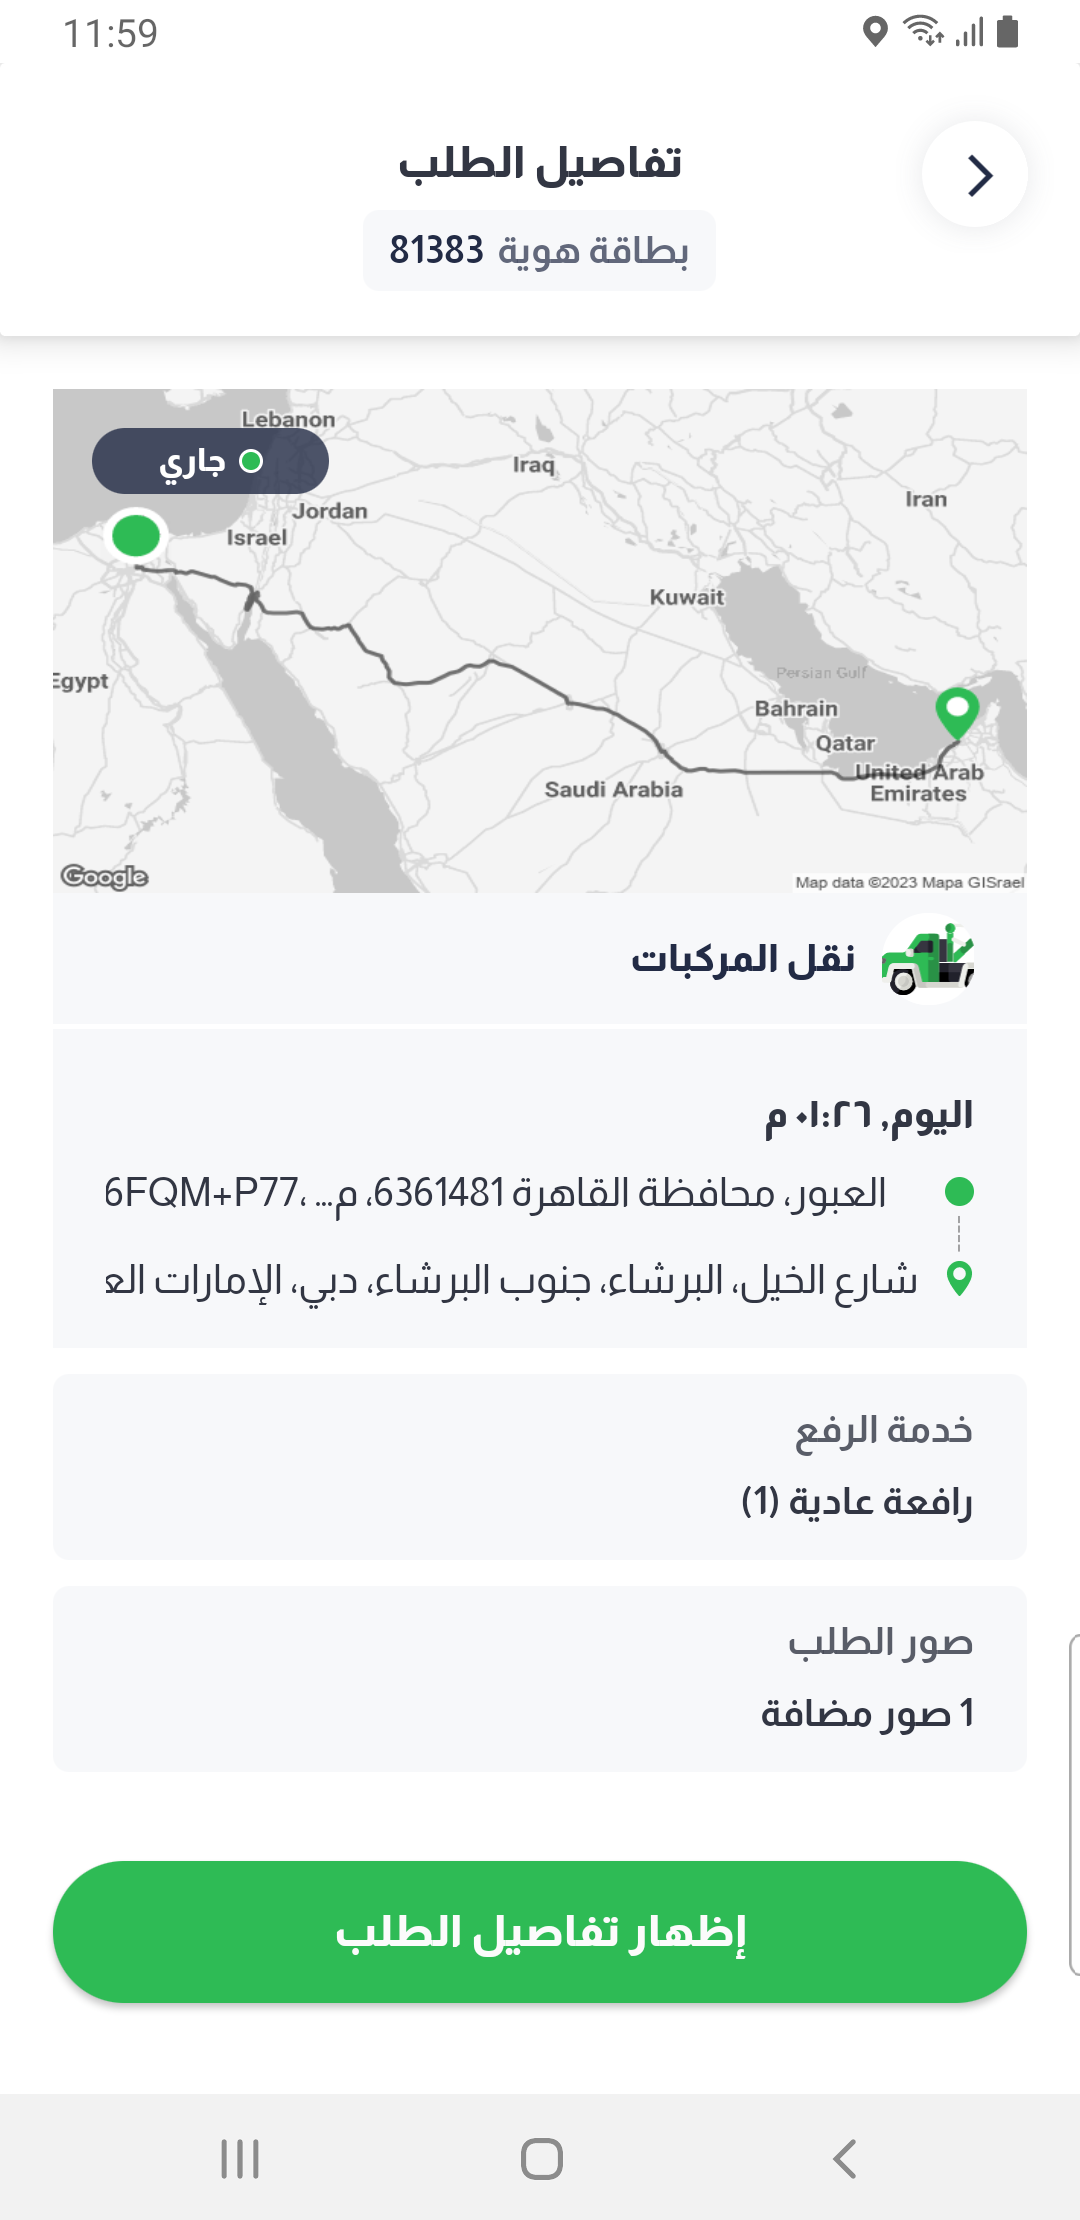 11:59
تفاصيل الطلب
بطاقة هوية 81383
Lebanon
جاري
Iraq
Iran
Jordan
Israel
Kuwait
Egypt
Persian Gulf
Bahrain
Qatar
United Arab
Emirates
Saudi Arabia
Google
Map data ©2023 Mapa GISrael
نقل المركبات
اليوم, ٠١:٢٦ م
6FQM+P77، العبور، محافظة القاهرة 6361481، م...
شارع الخيل، البرشاء، جنوب البرشاء، دبي، الإمارات الع
خدمة الرفع
رافعة عادية (1)
صور الطلب
1 صور مضافة
إظهار تفاصيل الطلب